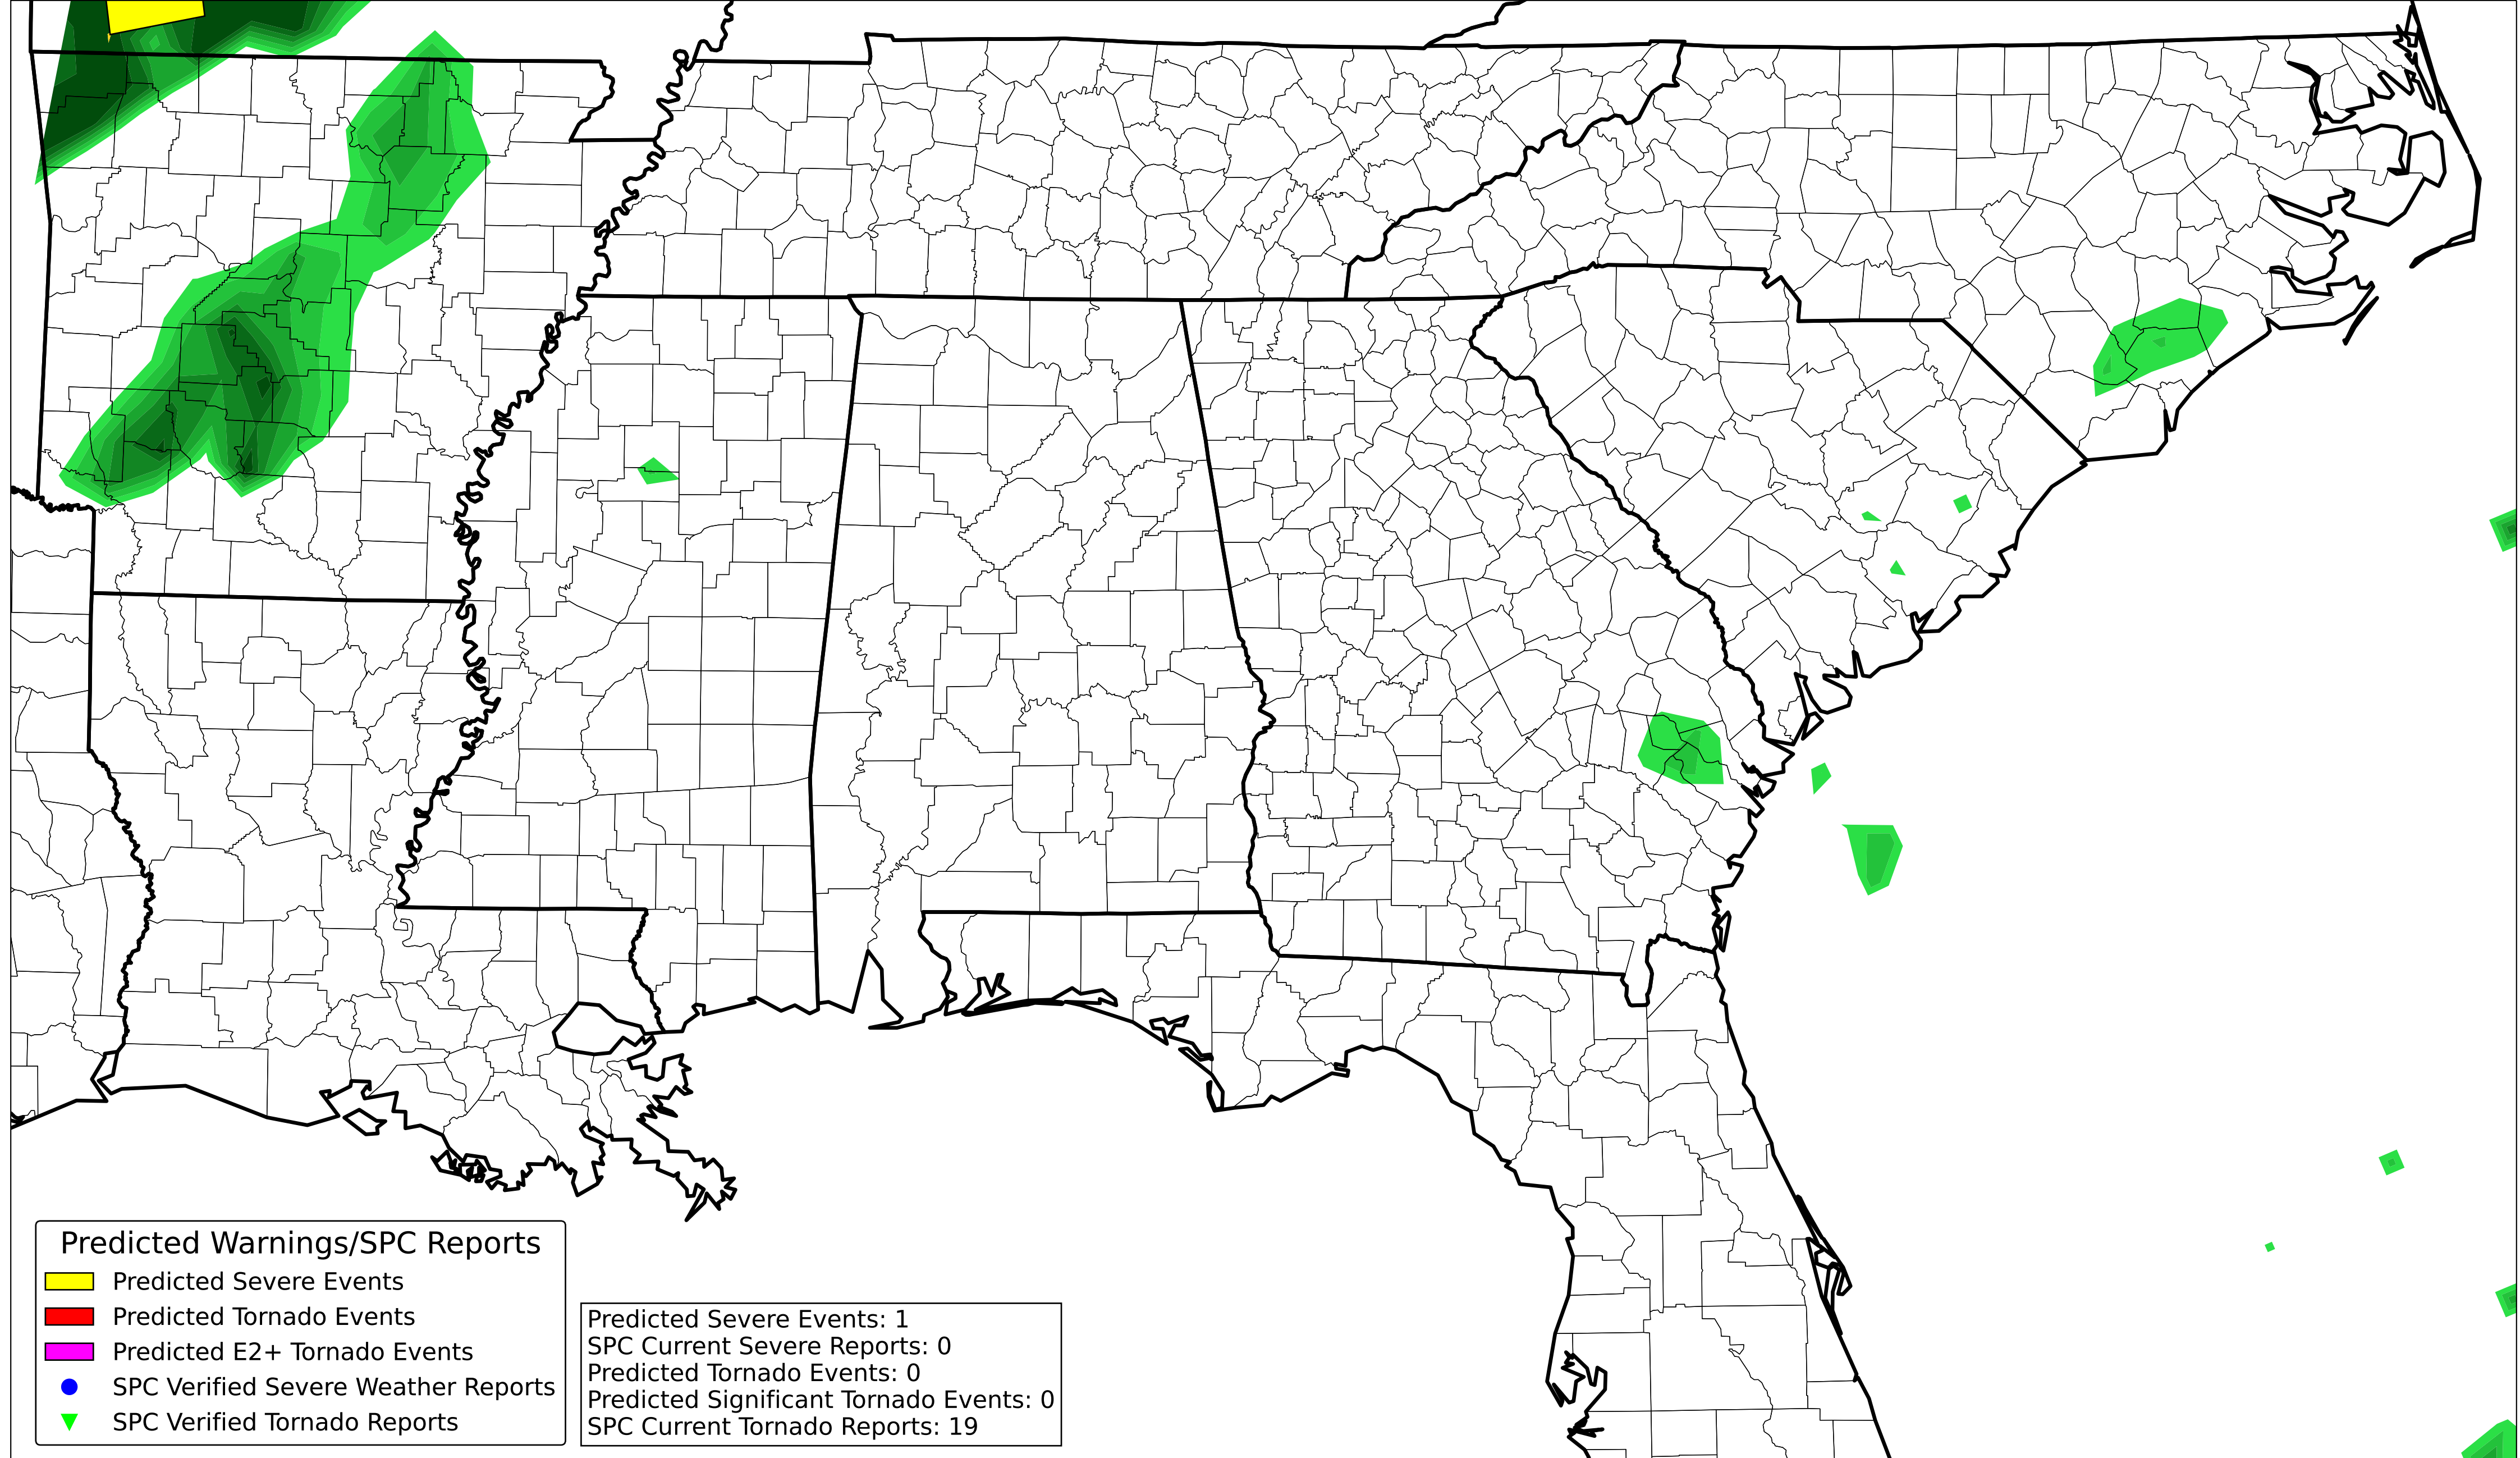 Predicted Warnings/SPC Reports
Predicted Severe Events
Predicted Tornado Events
Predicted E2+ Tornado Events
SPC Verified Severe Weather Reports
SPC Verified Tornado Reports
Predicted Severe Events: 1
SPC Current Severe Reports: 0
Predicted Tornado Events: 0
Predicted Significant Tornado Events: 0
SPC Current Tornado Reports: 19